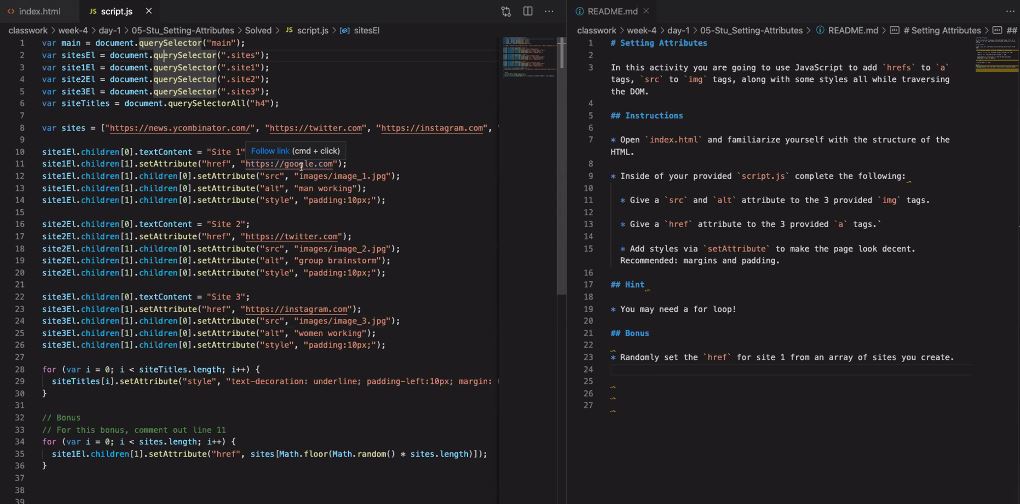 index.html
JS script.js ×
README.md ×
classwork > week-4 > day-1 > 05-Stu_Setting-Attributes > Solved > JS script.js > sitesEl
1 var main = document.querySelector("main");
2 var sitesEl = document.querySelector(".sites");
3 var site1El = document.querySelector(".site1");
4 var site2El = document.querySelector(".site2");
5 var site3El = document.querySelector(".site3");
6 var siteTitles = document.querySelectorAll("h4");
7
8 var sites = ["https://news.ycombinator.com/", "https://twitter.com", "https://instagram.com",
9
Follow link (cmd + click)
10 site1El.children[0].textContent = "Site 1"
11 site1El.children[1].setAttribute("href", "https://google.com");
12 site1El.children[1].children[0].setAttribute("src", "images/image_1.jpg");
13 site1El.children[1].children[0].setAttribute("alt", "man working");
14 site1El.children[1].children[0].setAttribute("style", "padding:10px;");
15
16 site2El.children[0].textContent = "Site 2";
17 site2El.children[1].setAttribute("href", "https://twitter.com");
18 site2El.children[1].children[0].setAttribute("src", "images/image_2.jpg");
19 site2El.children[1].children[0].setAttribute("alt", "group brainstorm");
20 site2El.children[1].children[0].setAttribute("style", "padding:10px;");
21
22 site3El.children[0].textContent = "Site 3";
23 site3El.children[1].setAttribute("href", "https://instagram.com");
24 site3El.children[1].children[0].setAttribute("src", "images/image_3.jpg");
25 site3El.children[1].children[0].setAttribute("alt", "women working");
26 site3El.children[1].children[0].setAttribute("style", "padding:10px;");
27
28 for (var i = 0; i < siteTitles.length; i++) {
29 siteTitles[i].setAttribute("style", "text-decoration: underline; padding-left:10px; margin:
30 }
31
32 // Bonus
33 // For this bonus, comment out line 11
34 for (var i = 0; i < sites.length; i++) {
35 site1El.children[1].setAttribute("href", sites[Math.floor(Math.random() * sites.length)]);
36 }
37
38
39
classwork > week-4 > day-1 > 05-Stu_Setting-Attributes > README.md > # Setting Attributes > ##
1 # Setting Attributes
2
3 In this activity you are going to use JavaScript to add `hrefs` to `a`
tags, `src` to `img` tags, along with some styles all while traversing
the DOM.
4
5 ## Instructions
6
7 * Open `index.html` and familiarize yourself with the structure of the
HTML.
8
9 * Inside of your provided `script.js` complete the following:
10
11 * Give a `src` and `alt` attribute to the 3 provided `img` tags.
12
13 * Give a `href` attribute to the 3 provided `a` tags.`
14
15 * Add styles via `setAttribute` to make the page look decent.
Recommended: margins and padding.
16
17 ## Hint
18
19 * You may need a for loop!
20
21 ## Bonus
22
23 * Randomly set the `href` for site 1 from an array of sites you create.
24
25
26
27